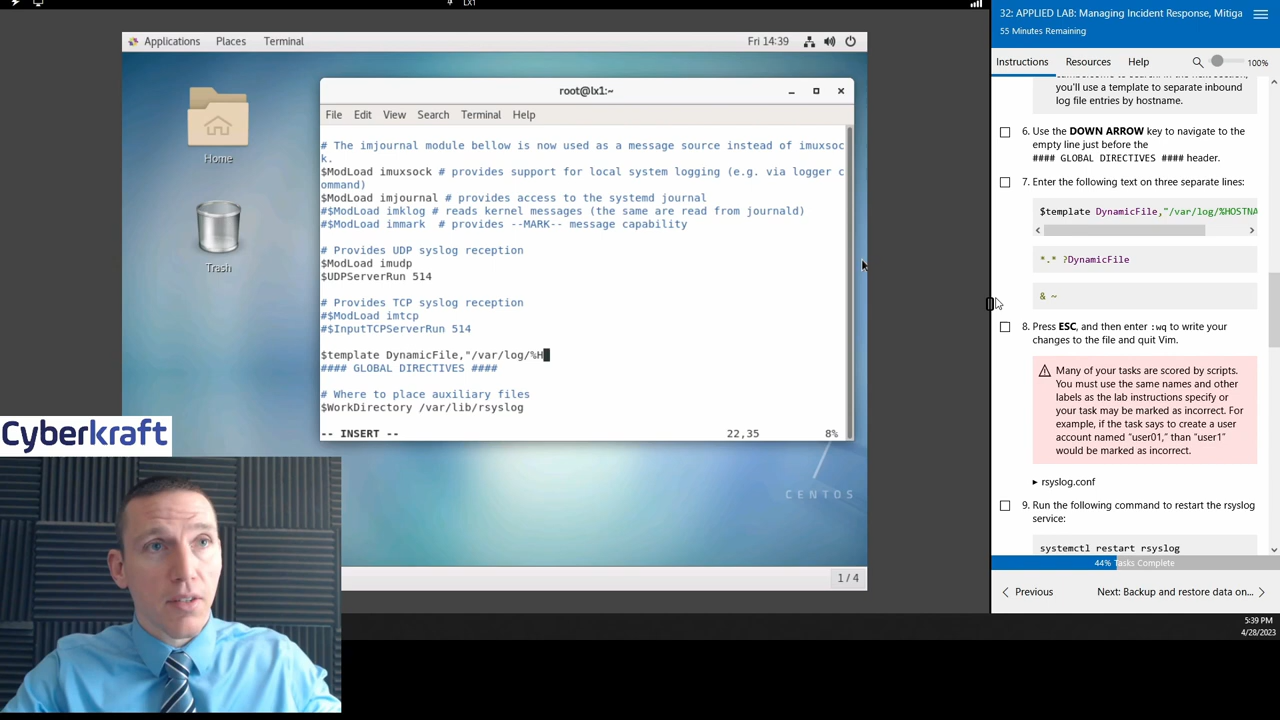 LX1
Applications Places Terminal Fri 14:39
Home
Trash
root@lx1:~
File Edit View Search Terminal Help
# The imjournal module bellow is now used as a message source instead of imuxsoc
k.
$ModLoad imuxsock # provides support for local system logging (e.g. via logger c
ommand)
$ModLoad imjournal # provides access to the systemd journal
#$ModLoad imklog # reads kernel messages (the same are read from journald)
#$ModLoad immark  # provides --MARK-- message capability
# Provides UDP syslog reception
$ModLoad imudp
$UDPServerRun 514
# Provides TCP syslog reception
#$ModLoad imtcp
#$InputTCPServerRun 514
$template DynamicFile,"/var/log/%H
#### GLOBAL DIRECTIVES ####
# Where to place auxiliary files
$WorkDirectory /var/lib/rsyslog
-- INSERT -- 22,35 8%
CENTOS
1 / 4
Cyberkraft
32: APPLIED LAB: Managing Incident Response, Mitiga
55 Minutes Remaining
Instructions Resources Help 100%
you'll use a template to separate inbound
log file entries by hostname.
6. Use the DOWN ARROW key to navigate to the
empty line just before the
#### GLOBAL DIRECTIVES #### header.
7. Enter the following text on three separate lines:
$template DynamicFile,"/var/log/%HOSTNA
*.* ?DynamicFile
& ~
8. Press ESC, and then enter :wq to write your
changes to the file and quit Vim.
Many of your tasks are scored by scripts.
You must use the same names and other
labels as the lab instructions specify or
your task may be marked as incorrect. For
example, if the task says to create a user
account named "user01," than "user1"
would be marked as incorrect.
rsyslog.conf
9. Run the following command to restart the rsyslog
service:
systemctl restart rsyslog
44% Tasks Complete
Previous Next: Backup and restore data on...
5:39 PM
4/28/2023